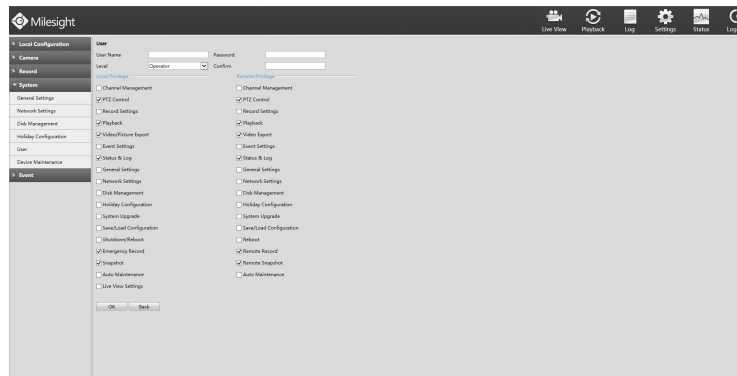 Milesight
Live View Playback Log Settings Status Log
Local Configuration
Camera
Record
System
General Settings
Network Settings
Disk Management
Holiday Configuration
User
Device Maintenance
Event
User
User Name Password
Level Operator Confirm
Local Privilege Remote Privilege
Channel Management Channel Management
PTZ Control PTZ Control
Record Settings Record Settings
Playback Playback
Video/Picture Export Video Export
Event Settings Event Settings
Status & Log Status & Log
General Settings General Settings
Network Settings Network Settings
Disk Management Disk Management
Holiday Configuration Holiday Configuration
System Upgrade System Upgrade
Save/Load Configuration Save/Load Configuration
Shutdown/Reboot Reboot
Emergency Record Remote Record
Snapshot Remote Snapshot
Auto Maintenance Auto Maintenance
Live View Settings
OK Back